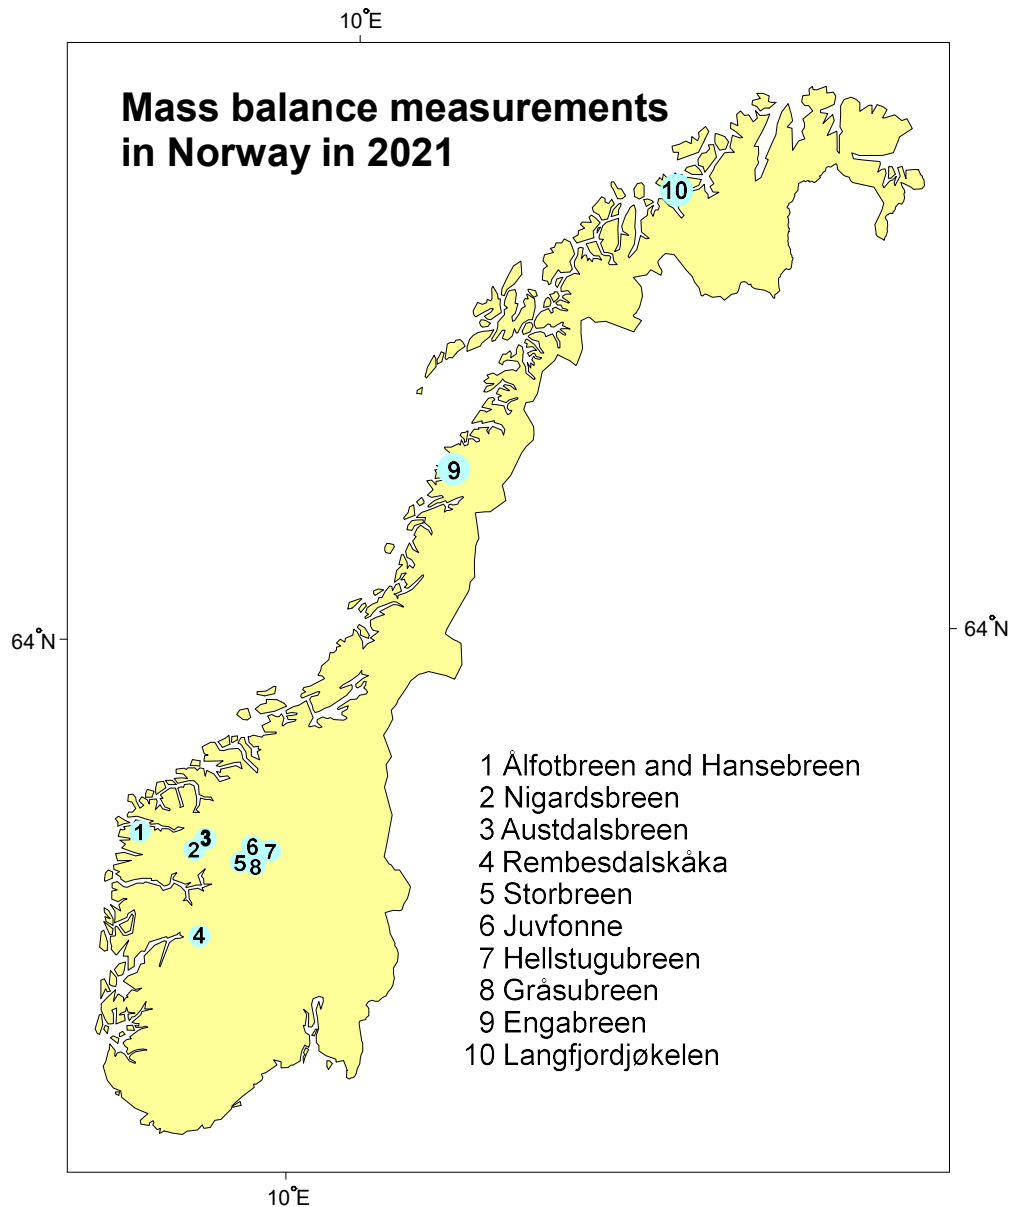 10°E
Mass balance measurements
in Norway in 2021
10
9
64°N
64°N
1 Ålfotbreen and Hansebreen
2 Nigardsbreen
3 Austdalsbreen
4 Rembesdalskåka
5 Storbreen
6 Juvfonne
7 Hellstugubreen
8 Gråsubreen
9 Engabreen
10 Langfjordjøkelen
1
2
3
5
6
7
8
4
10°E